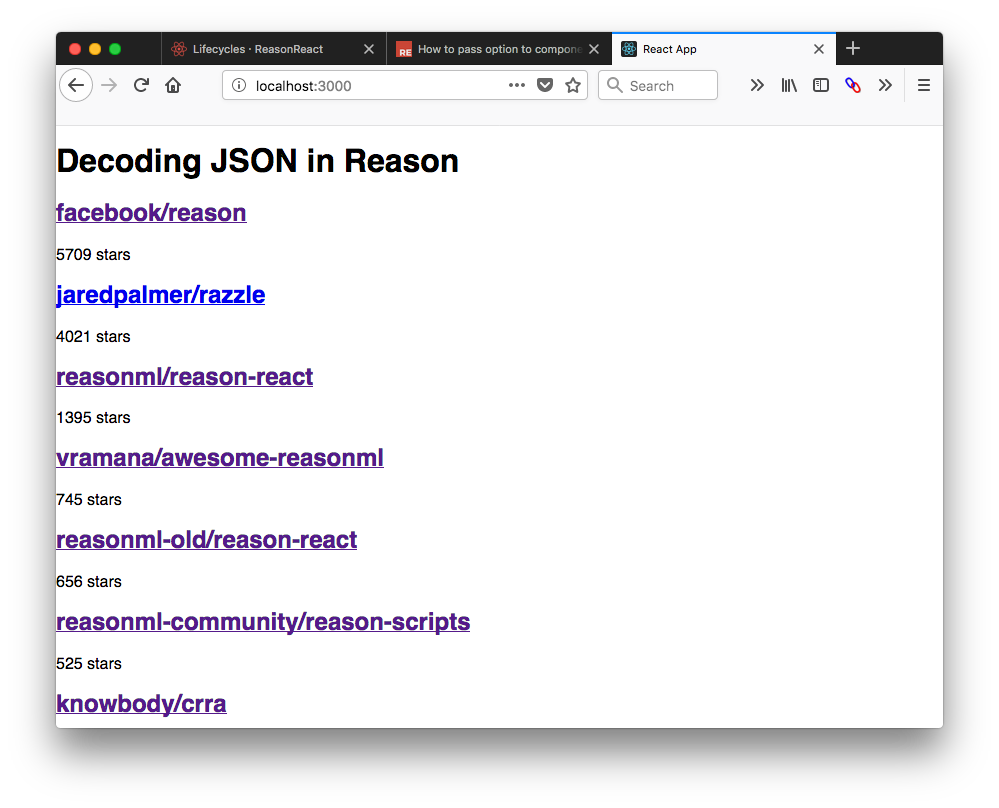 Lifecycles · ReasonReact
RE
How to pass option to compone
React App
localhost:3000
Search
Decoding JSON in Reason
facebook/reason
5709 stars
jaredpalmer/razzle
4021 stars
reasonml/reason-react
1395 stars
vramana/awesome-reasonml
745 stars
reasonml-old/reason-react
656 stars
reasonml-community/reason-scripts
525 stars
knowbody/crra